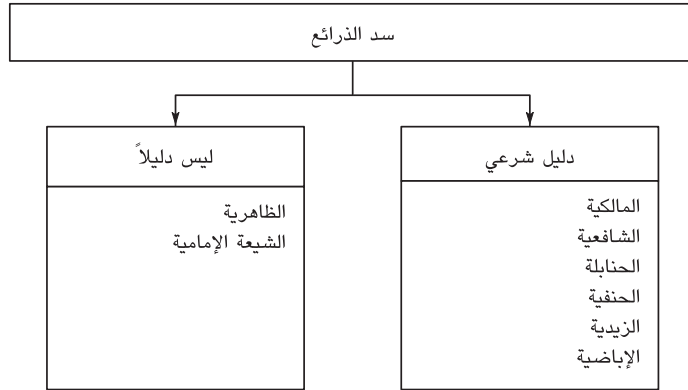 سد الذرائع
دليل شرعي
المالكية
الشافعية
الحنابلة
الحنفية
الزيدية
الإباضية
ليس دليلاً
الظاهرية
الشيعة الإمامية